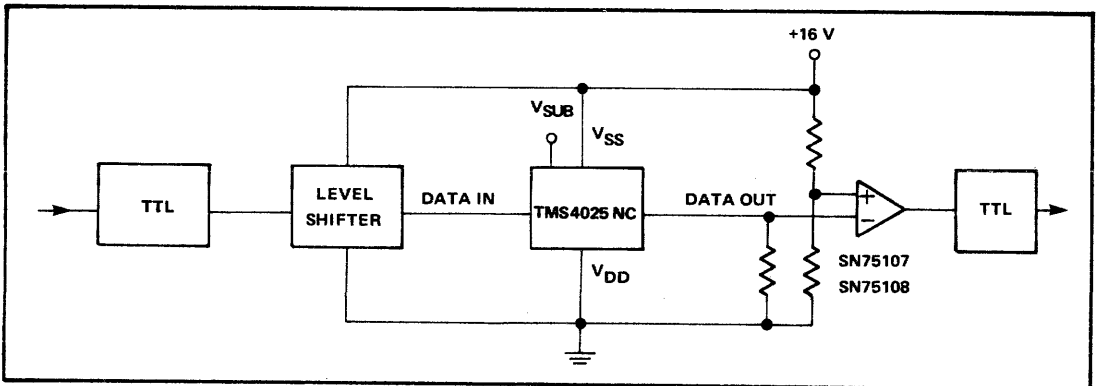 +16 V
VSUB
VSS
TTL
LEVEL
SHIFTER
DATA IN
TMS4025 NC
DATA OUT
+
−
TTL
SN75107
SN75108
VDD